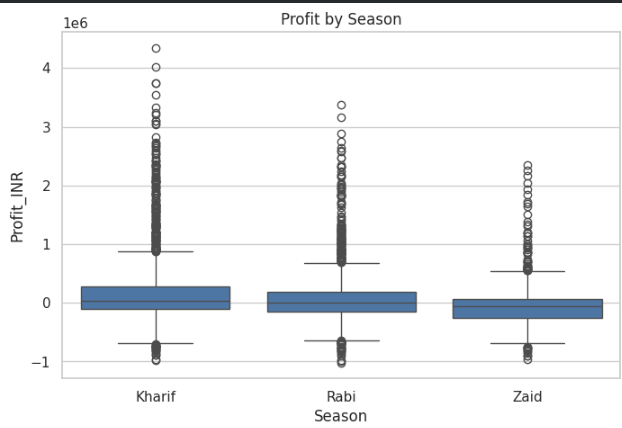 Profit by Season
1e6
4
3
2
1
0
−1
Profit_INR
Kharif Rabi Zaid
Season